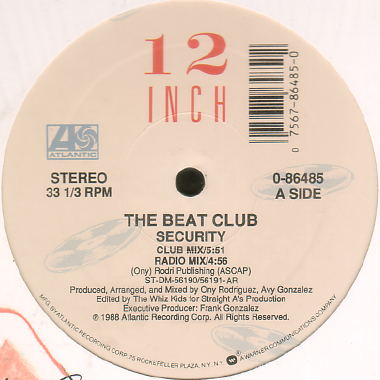 12
INCH
0 7567-86485-0
ATLANTIC
STEREO
33 1/3 RPM
0-86485
A SIDE
THE BEAT CLUB
SECURITY
CLUB MIX/5:51
RADIO MIX/4:56
(Ony) Rodri Publishing (ASCAP)
ST-DM-56190/56191-AR
Produced, Arranged, and Mixed by Ony Rodriguez, Avy Gonzalez
Edited by The Whiz Kids for Straight A's Production
Executive Producer: Frank Gonzalez
℗ 1988 Atlantic Recording Corp. All Rights Reserved.
MFG. BY ATLANTIC RECORDING CORP. 75 ROCKEFELLER PLAZA, N.Y., N.Y. A WARNER COMMUNICATIONS COMPANY